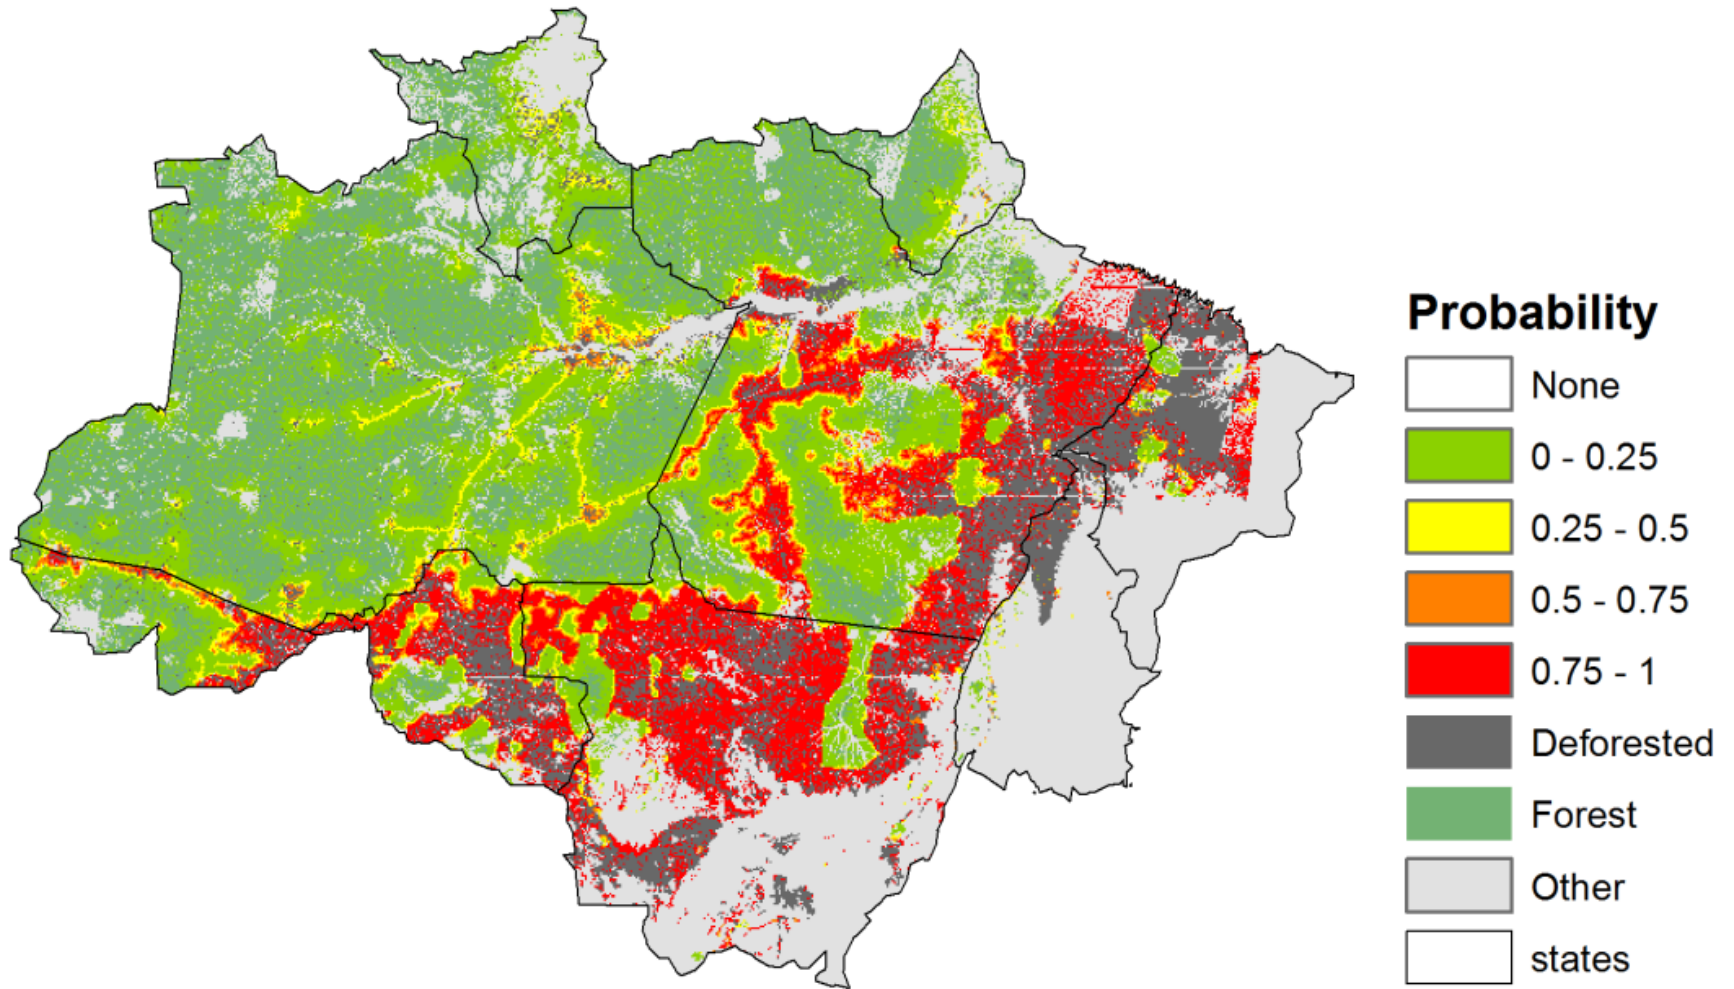 Probability
None
0 - 0.25
0.25 - 0.5
0.5 - 0.75
0.75 - 1
Deforested
Forest
Other
states